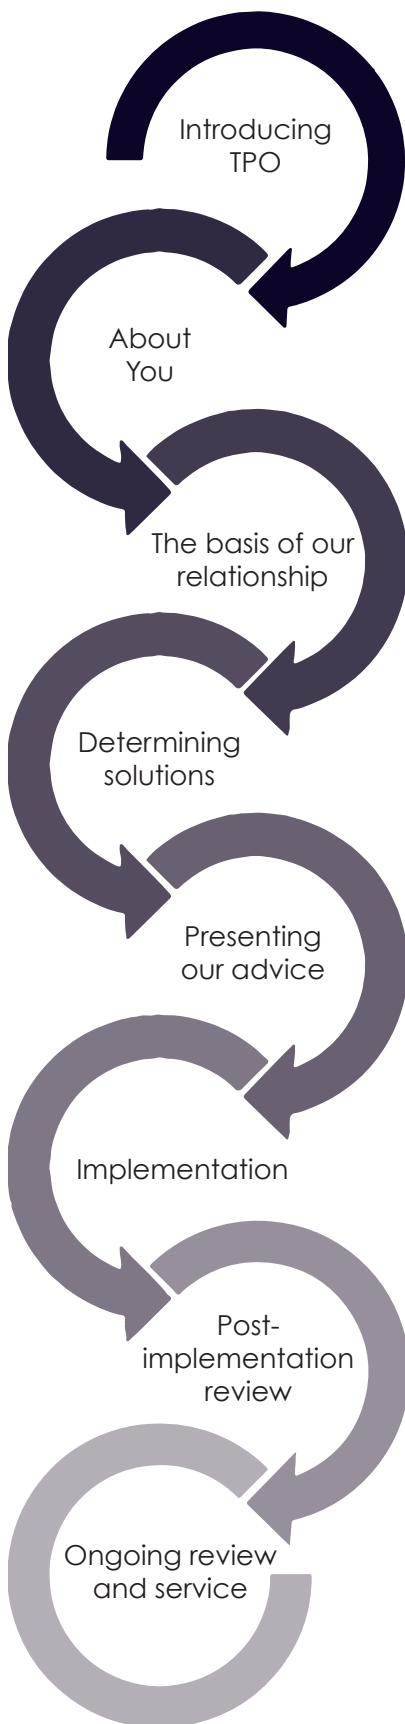 Introducing
TPO
About
You
The basis of our
relationship
Determining
solutions
Presenting
our advice
Implementation
Post-
implementation
review
Ongoing review
and service